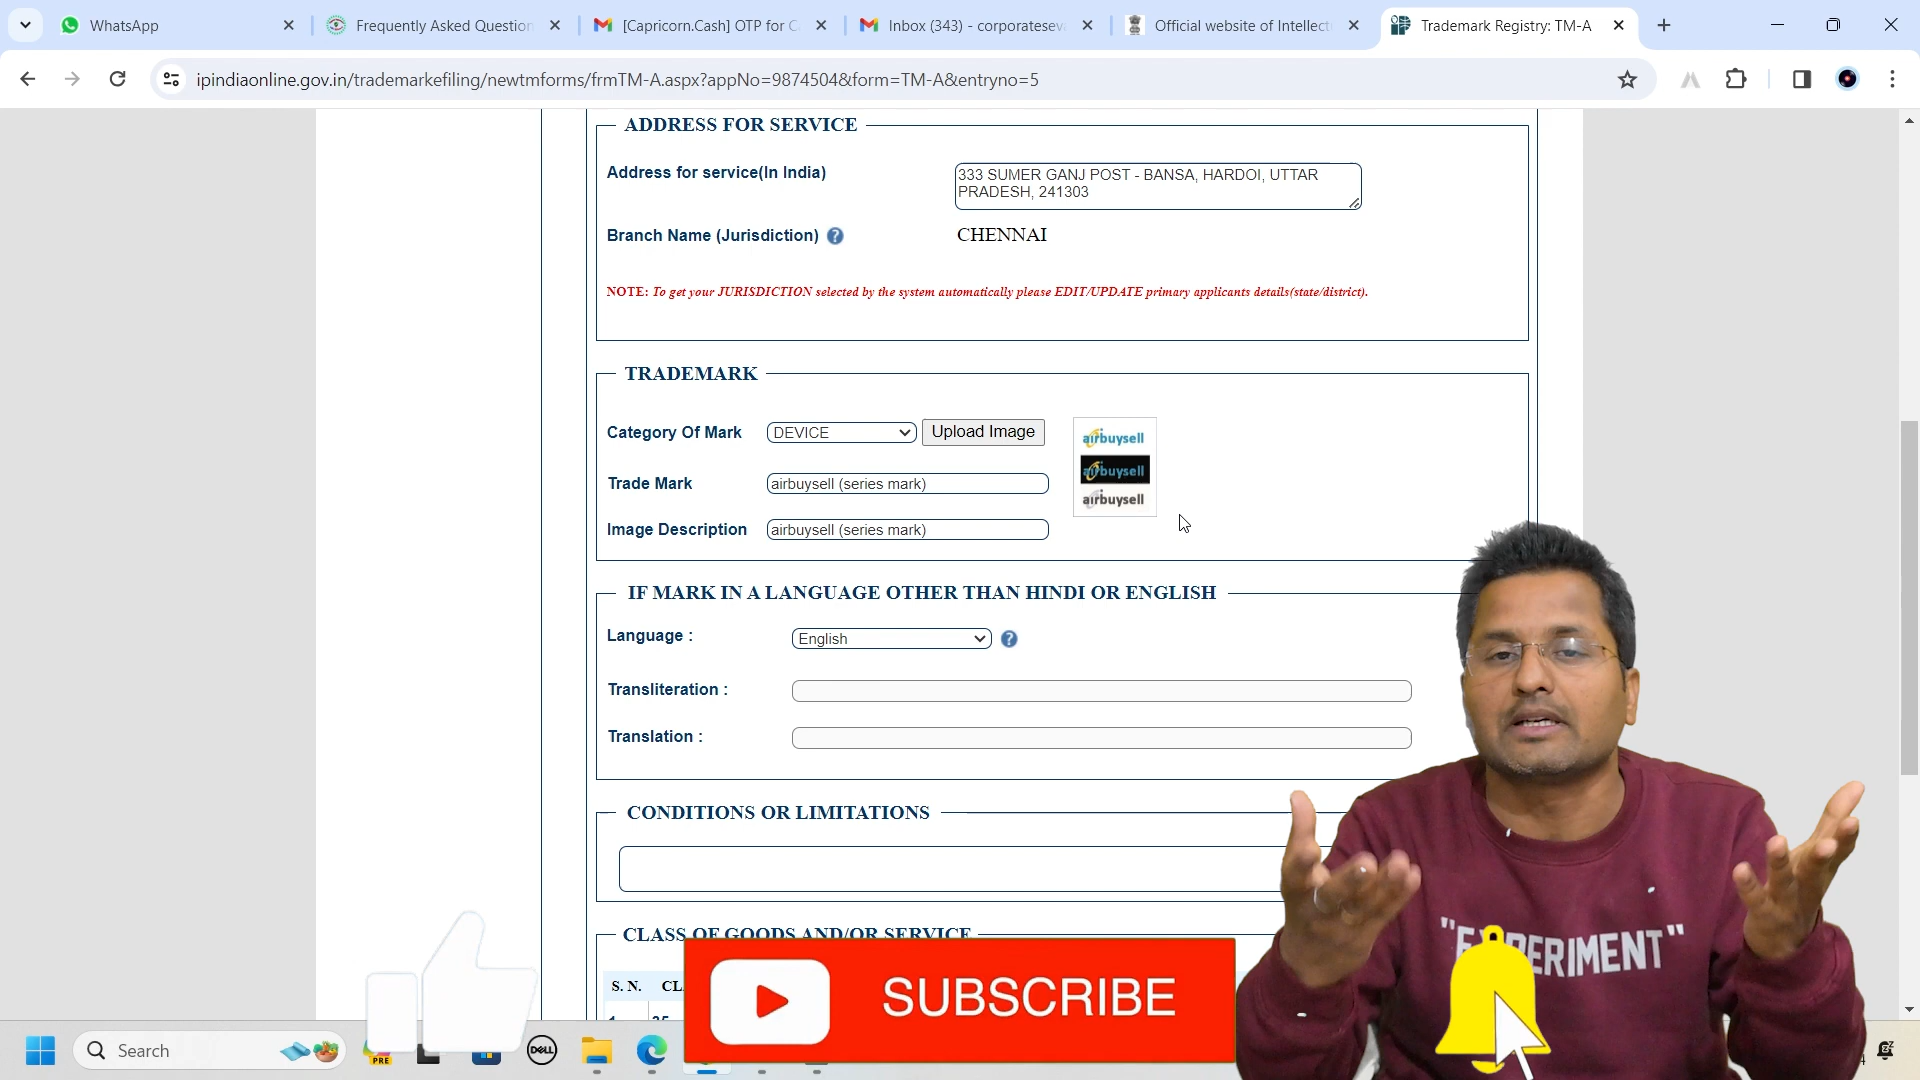 WhatsApp
Frequently Asked Question
[Capricorn.Cash] OTP for C
Inbox (343) - corporatesev
Official website of Intellect
Trademark Registry: TM-A
ipindiaonline.gov.in/trademarkefiling/newtmforms/frmTM-A.aspx?appNo=9874504&form=TM-A&entryno=5
ADDRESS FOR SERVICE
Address for service(In India)
333 SUMER GANJ POST - BANSA, HARDOI, UTTAR
PRADESH, 241303
Branch Name (Jurisdiction) ?
CHENNAI
NOTE: To get your JURISDICTION selected by the system automatically please EDIT/UPDATE primary applicants details(state/district).
TRADEMARK
Category Of Mark DEVICE Upload Image
airbuysell
airbuysell
airbuysell
Trade Mark airbuysell (series mark)
Image Description airbuysell (series mark)
IF MARK IN A LANGUAGE OTHER THAN HINDI OR ENGLISH
Language : English ?
Transliteration :
Translation :
CONDITIONS OR LIMITATIONS
CLASS OF GOODS AND/OR SERVICE
S. N. CL
SUBSCRIBE
Search
PRE
DELL